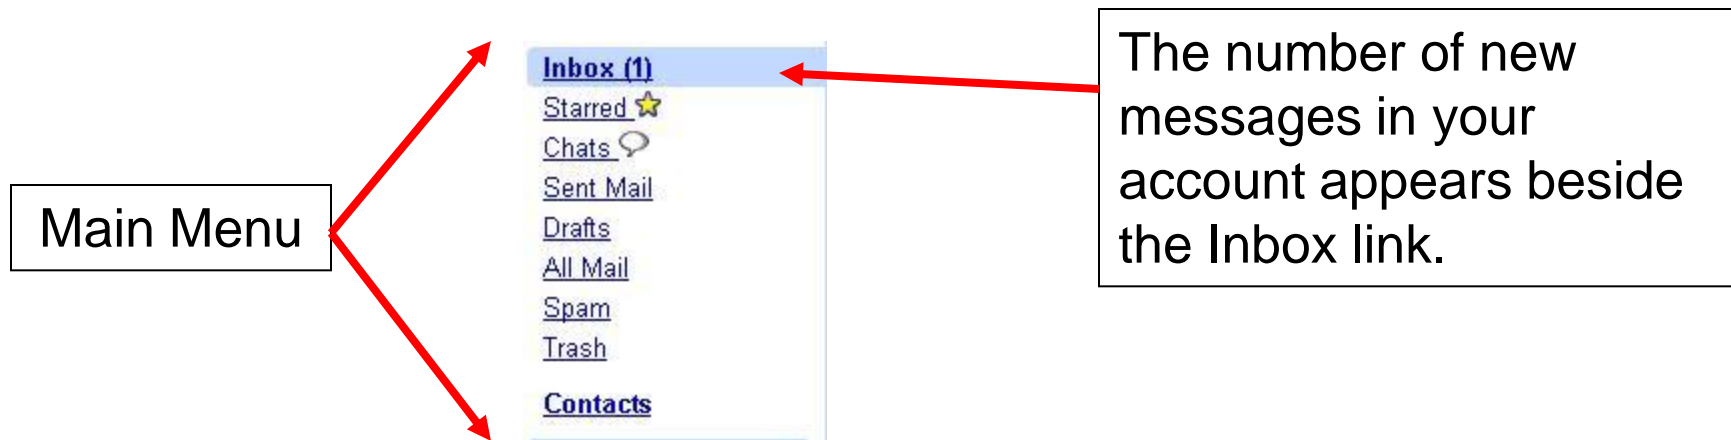 Main Menu
Inbox (1)
Starred
Chats
Sent Mail
Drafts
All Mail
Spam
Trash
Contacts
The number of new
messages in your
account appears beside
the Inbox link.